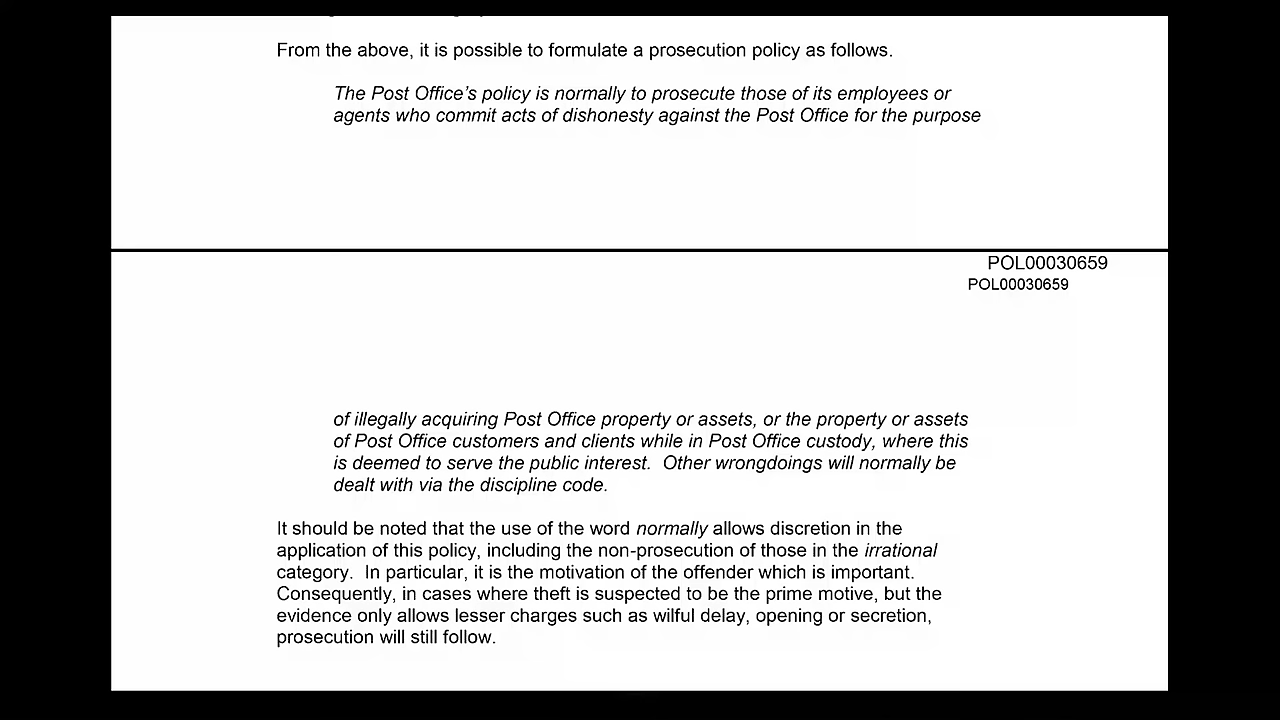 From the above, it is possible to formulate a prosecution policy as follows.
The Post Office's policy is normally to prosecute those of its employees or
agents who commit acts of dishonesty against the Post Office for the purpose
POL00030659
POL00030659
of illegally acquiring Post Office property or assets, or the property or assets
of Post Office customers and clients while in Post Office custody, where this
is deemed to serve the public interest.  Other wrongdoings will normally be
dealt with via the discipline code.
It should be noted that the use of the word normally allows discretion in the
application of this policy, including the non-prosecution of those in the irrational
category.  In particular, it is the motivation of the offender which is important.
Consequently, in cases where theft is suspected to be the prime motive, but the
evidence only allows lesser charges such as wilful delay, opening or secretion,
prosecution will still follow.